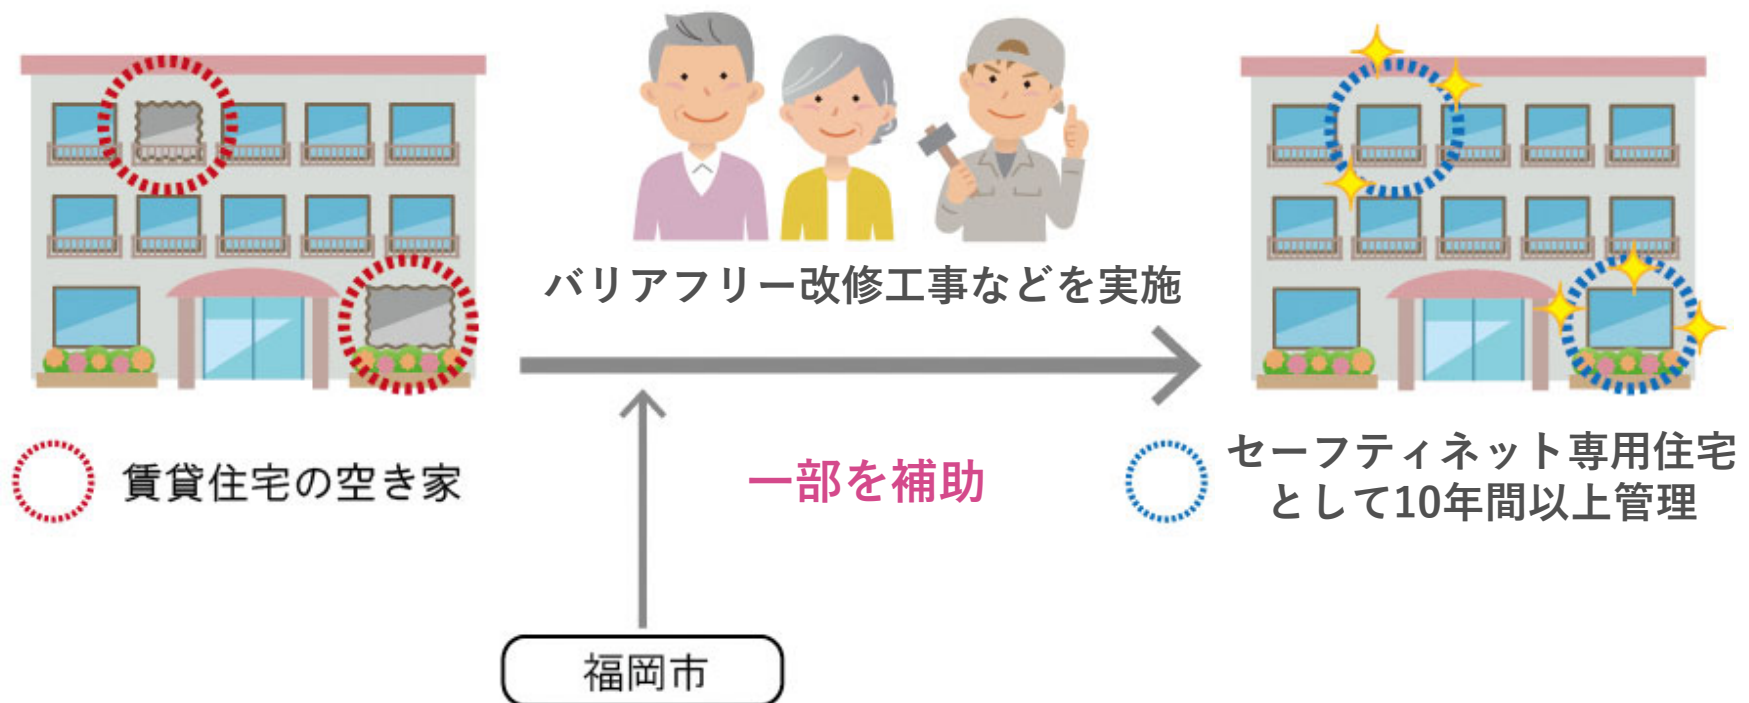 バリアフリー改修工事などを実施
賃貸住宅の空き家
一部を補助
セーフティネット専用住宅
として10年間以上管理
福岡市